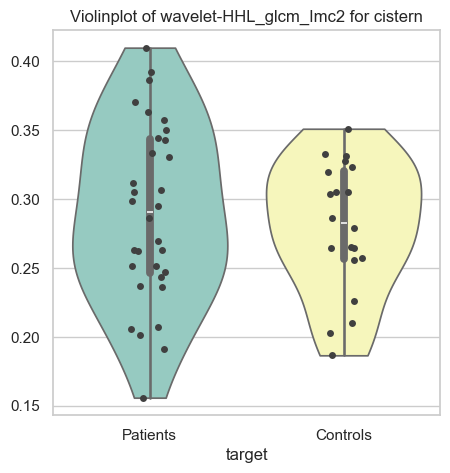 Violinplot of wavelet-HHL_glcm_Imc2 for cistern
0.40
0.35
0.30
0.25
0.20
0.15
Patients Controls
target